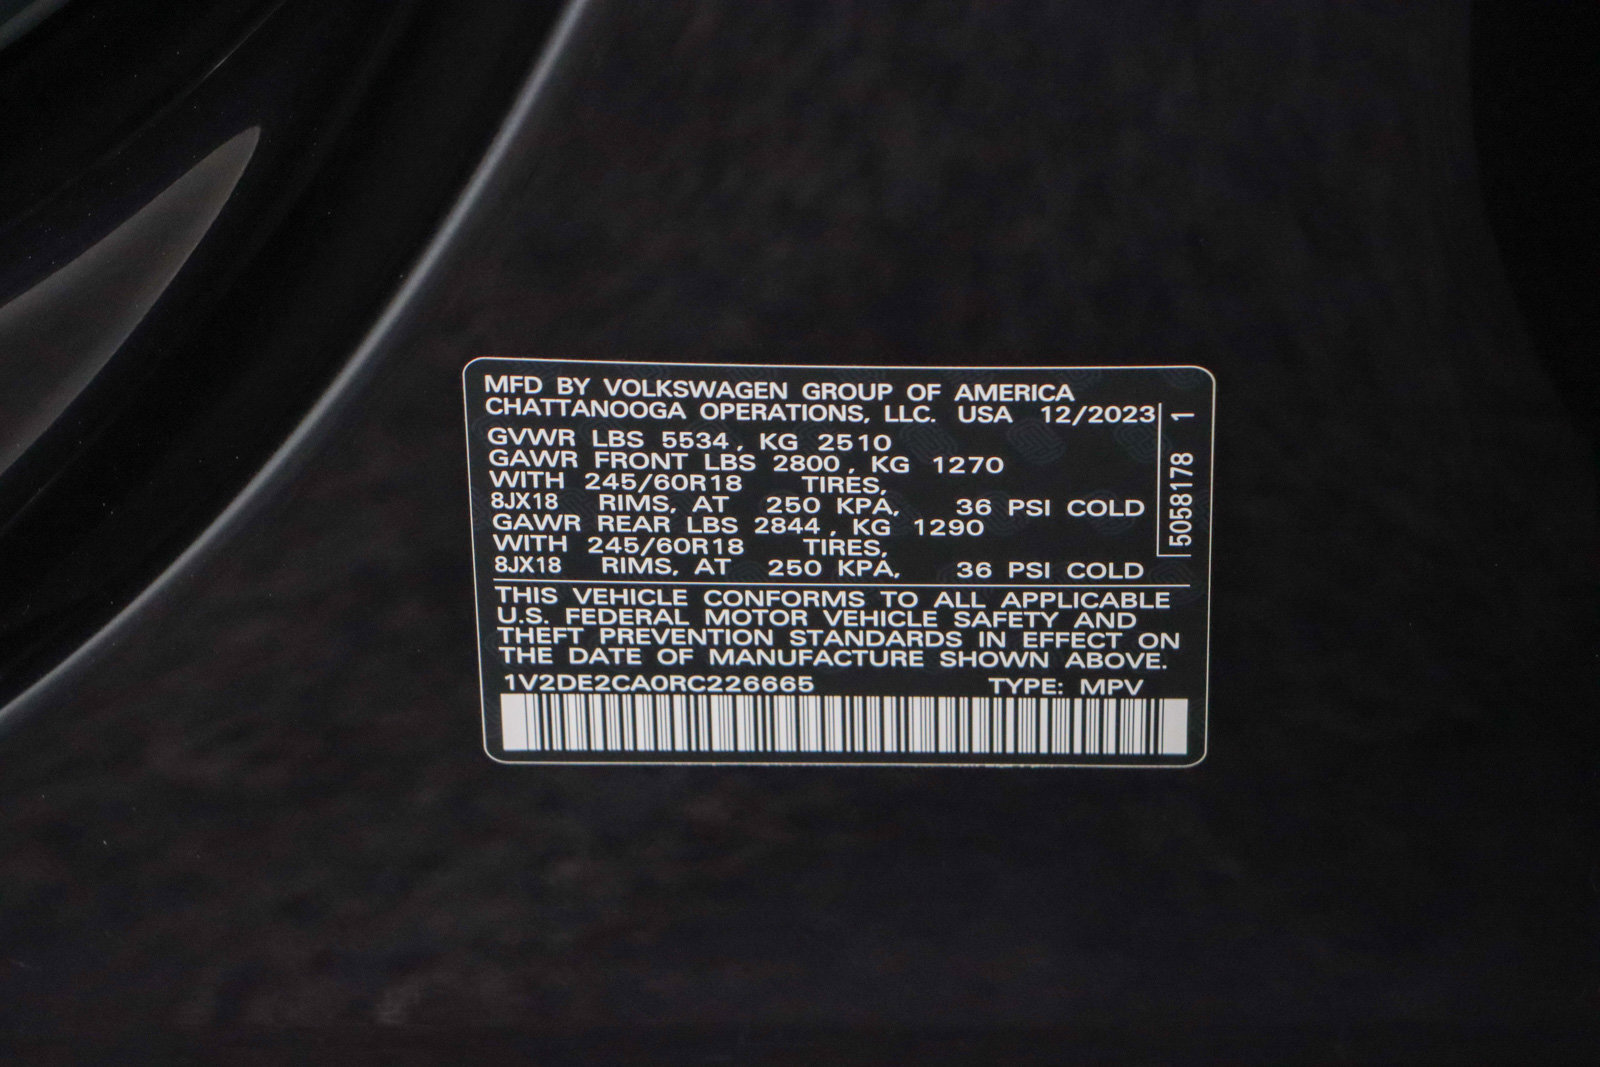 MFD BY VOLKSWAGEN GROUP OF AMERICA
CHATTANOOGA OPERATIONS, LLC. USA 12/2023
GVWR LBS 5534, KG 2510
GAWR FRONT LBS 2800, KG 1270
WITH 245/60R18 TIRES,
8JX18 RIMS, AT 250 KPA, 36 PSI COLD
GAWR REAR LBS 2844, KG 1290
WITH 245/60R18 TIRES,
8JX18 RIMS, AT 250 KPA, 36 PSI COLD
5058178 1
THIS VEHICLE CONFORMS TO ALL APPLICABLE
U.S. FEDERAL MOTOR VEHICLE SAFETY AND
THEFT PREVENTION STANDARDS IN EFFECT ON
THE DATE OF MANUFACTURE SHOWN ABOVE.
1V2DE2CA0RC226665 TYPE: MPV